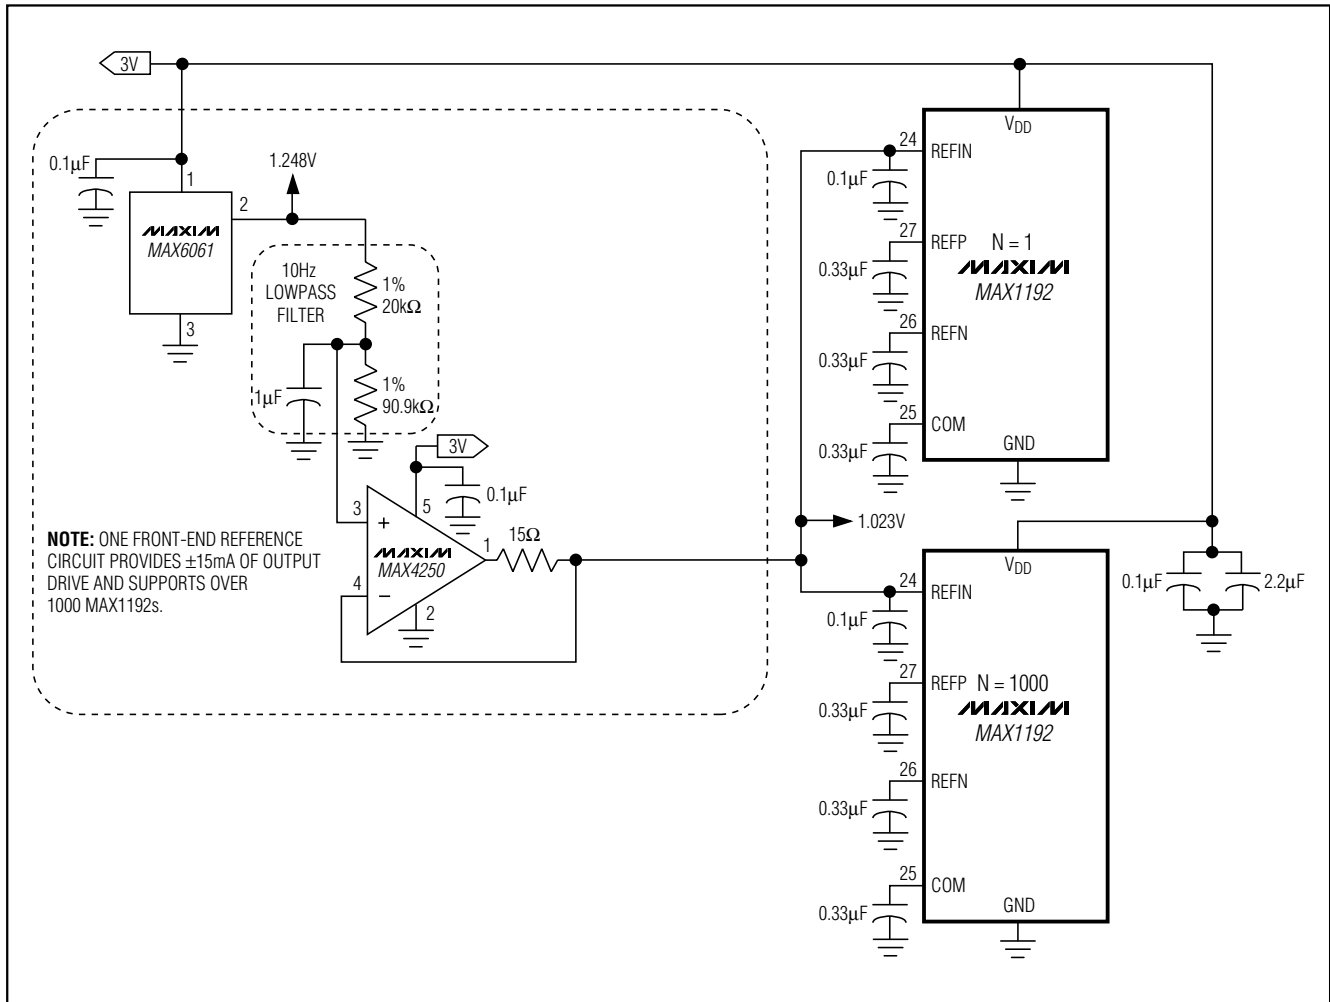 3V
0.1µF
1
1.248V
2
MAXIM
MAX6061
3
10Hz
LOWPASS
FILTER
1%
20kΩ
1µF
1%
90.9kΩ
3V
0.1µF
5
3
+
MAXIM
MAX4250
4
−
1
15Ω
2
NOTE: ONE FRONT-END REFERENCE
CIRCUIT PROVIDES ±15mA OF OUTPUT
DRIVE AND SUPPORTS OVER
1000 MAX1192s.
VDD
24
REFIN
0.1µF
27
REFP
N = 1
MAXIM
MAX1192
0.33µF
26
REFN
0.33µF
25
COM
0.33µF
GND
1.023V
VDD
24
REFIN
0.1µF
27
REFP
N = 1000
MAXIM
MAX1192
0.33µF
26
REFN
0.33µF
25
COM
0.33µF
GND
0.1µF
2.2µF